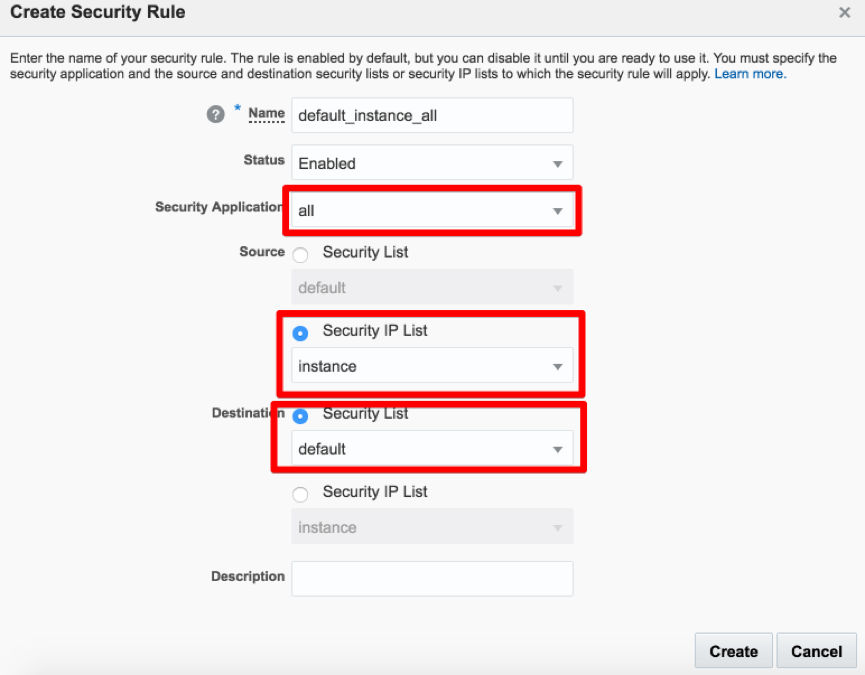 Create Security Rule
Enter the name of your security rule. The rule is enabled by default, but you can disable it until you are ready to use it. You must specify the
security application and the source and destination security lists or security IP lists to which the security rule will apply. Learn more.
? * Name default_instance_all
Status Enabled
Security Application all
Source Security List
default
Security IP List
instance
Destination Security List
default
Security IP List
instance
Description
Create Cancel